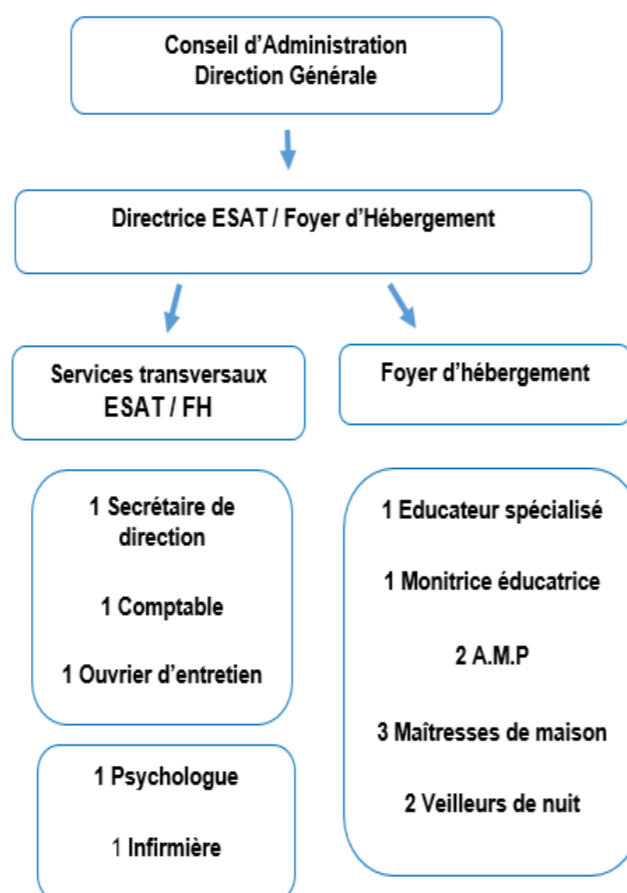 Conseil d'Administration
Direction Générale
Directrice ESAT / Foyer d'Hébergement
Services transversaux
ESAT / FH
1 Secrétaire de
direction
1 Comptable
1 Ouvrier d'entretien
1 Psychologue
1 Infirmière
Foyer d'hébergement
1 Educateur spécialisé
1 Monitrice éducatrice
2 A.M.P
3 Maîtresses de maison
2 Veilleurs de nuit